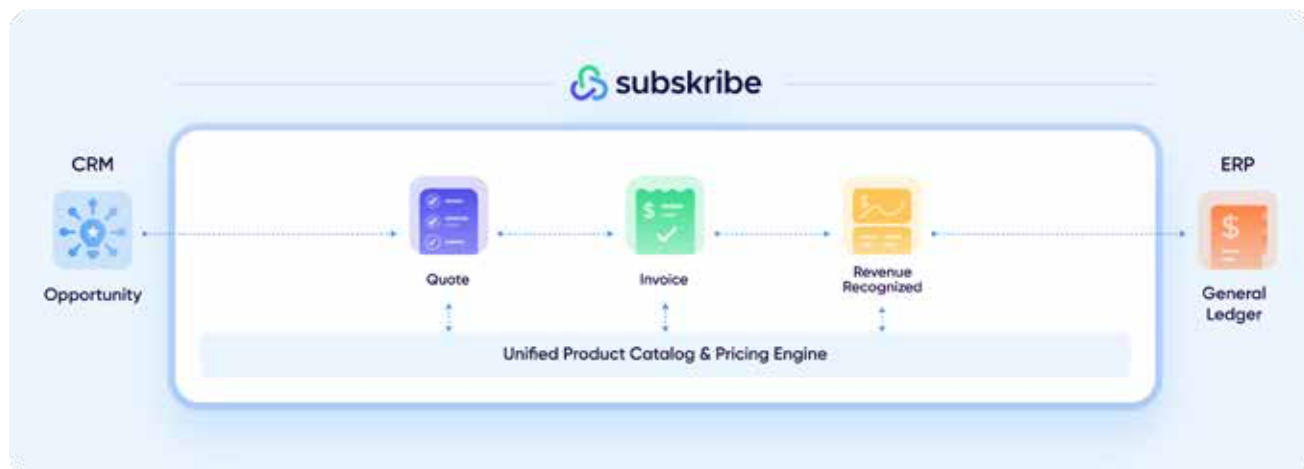 subskribe
CRM
Opportunity
Quote
$
Invoice
$
Revenue
Recognized
ERP
$
General
Ledger
Unified Product Catalog & Pricing Engine